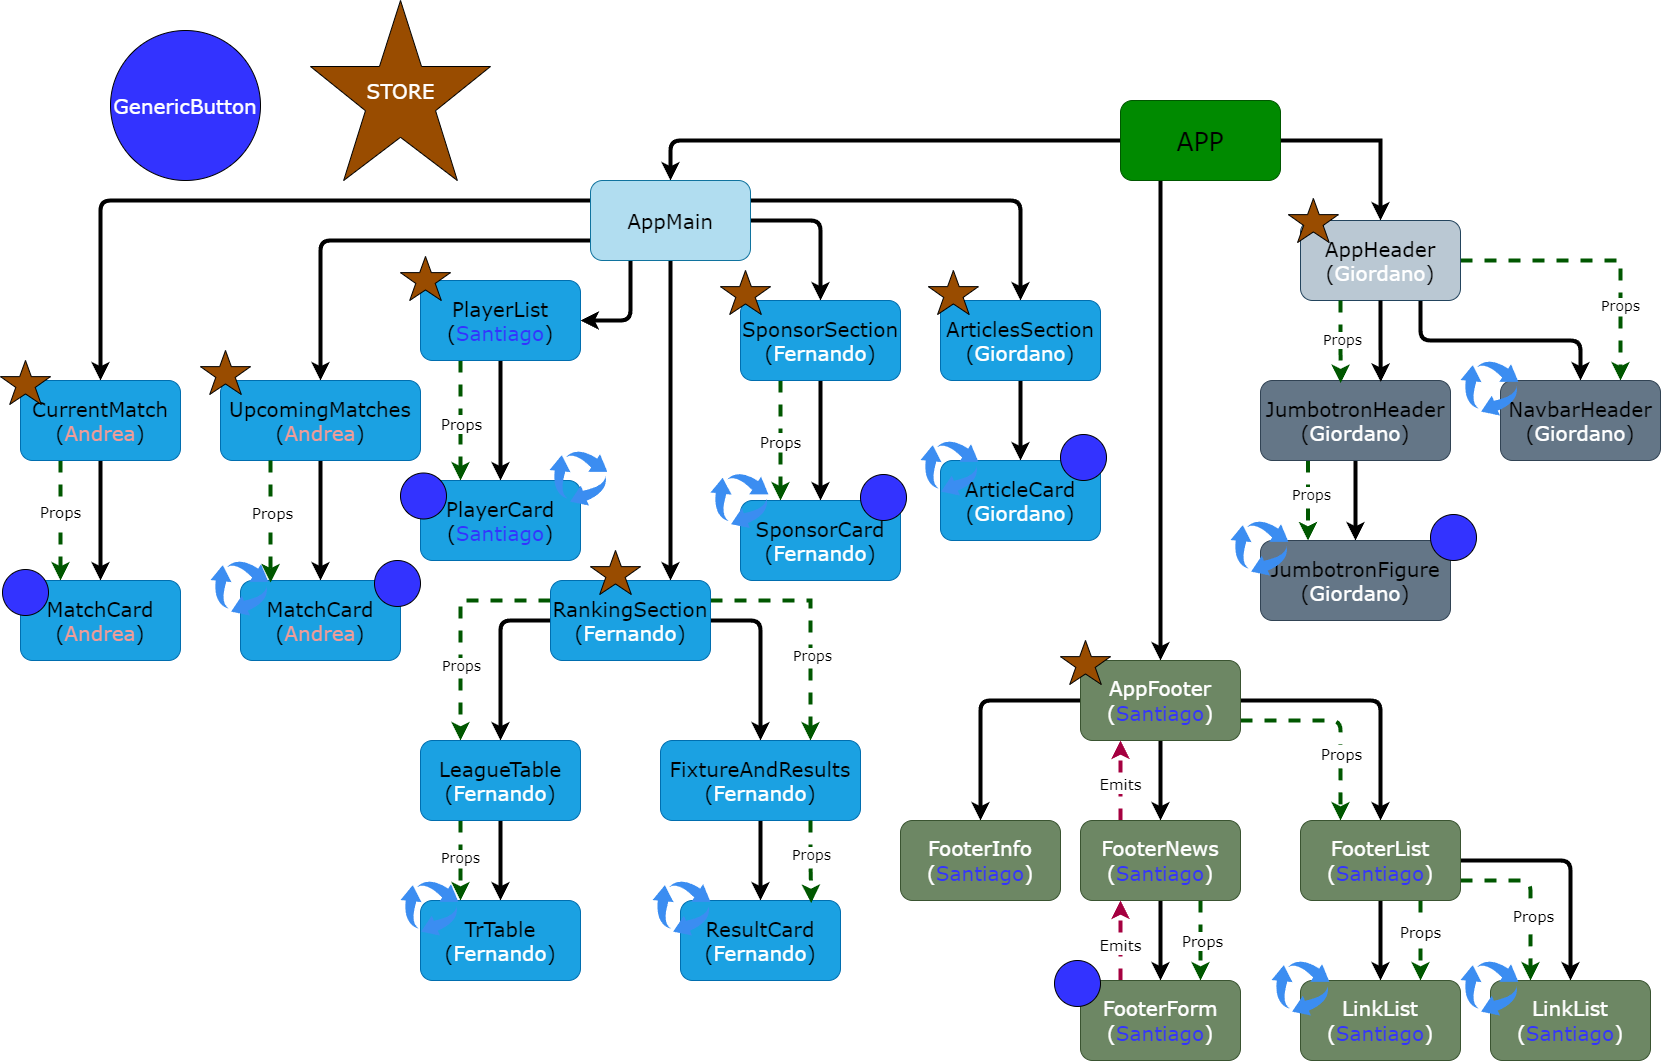 GenericButton
STORE
APP
AppMain
AppHeader
(Giordano)
PlayerList
(Santiago)
SponsorSection
(Fernando)
ArticlesSection
(Giordano)
Props
Props
CurrentMatch
(Andrea)
UpcomingMatches
(Andrea)
JumbotronHeader
(Giordano)
NavbarHeader
(Giordano)
Props
Props
Props
Props
Props
PlayerCard
(Santiago)
SponsorCard
(Fernando)
ArticleCard
(Giordano)
JumbotronFigure
(Giordano)
MatchCard
(Andrea)
MatchCard
(Andrea)
RankingSection
(Fernando)
Props
Props
AppFooter
(Santiago)
LeagueTable
(Fernando)
FixtureAndResults
(Fernando)
Props
Emits
Props
Props
FooterInfo
(Santiago)
FooterNews
(Santiago)
FooterList
(Santiago)
TrTable
(Fernando)
ResultCard
(Fernando)
Emits
Props
Props
Props
FooterForm
(Santiago)
LinkList
(Santiago)
LinkList
(Santiago)